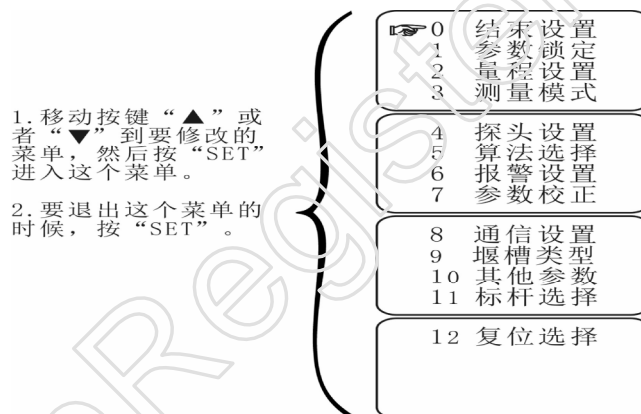 1.移动按键“▲”或
者“▼”到要修改的
菜单，然后按“SET”
进入这个菜单。
2.要退出这个菜单的
时候，按“SET”。
☞0 结束设置
1 参数锁定
2 量程设置
3 测量模式
4 探头设置
5 算法选择
6 报警设置
7 参数校正
8 通信设置
9 堰槽类型
10 其他参数
11 标杆选择
12 复位选择